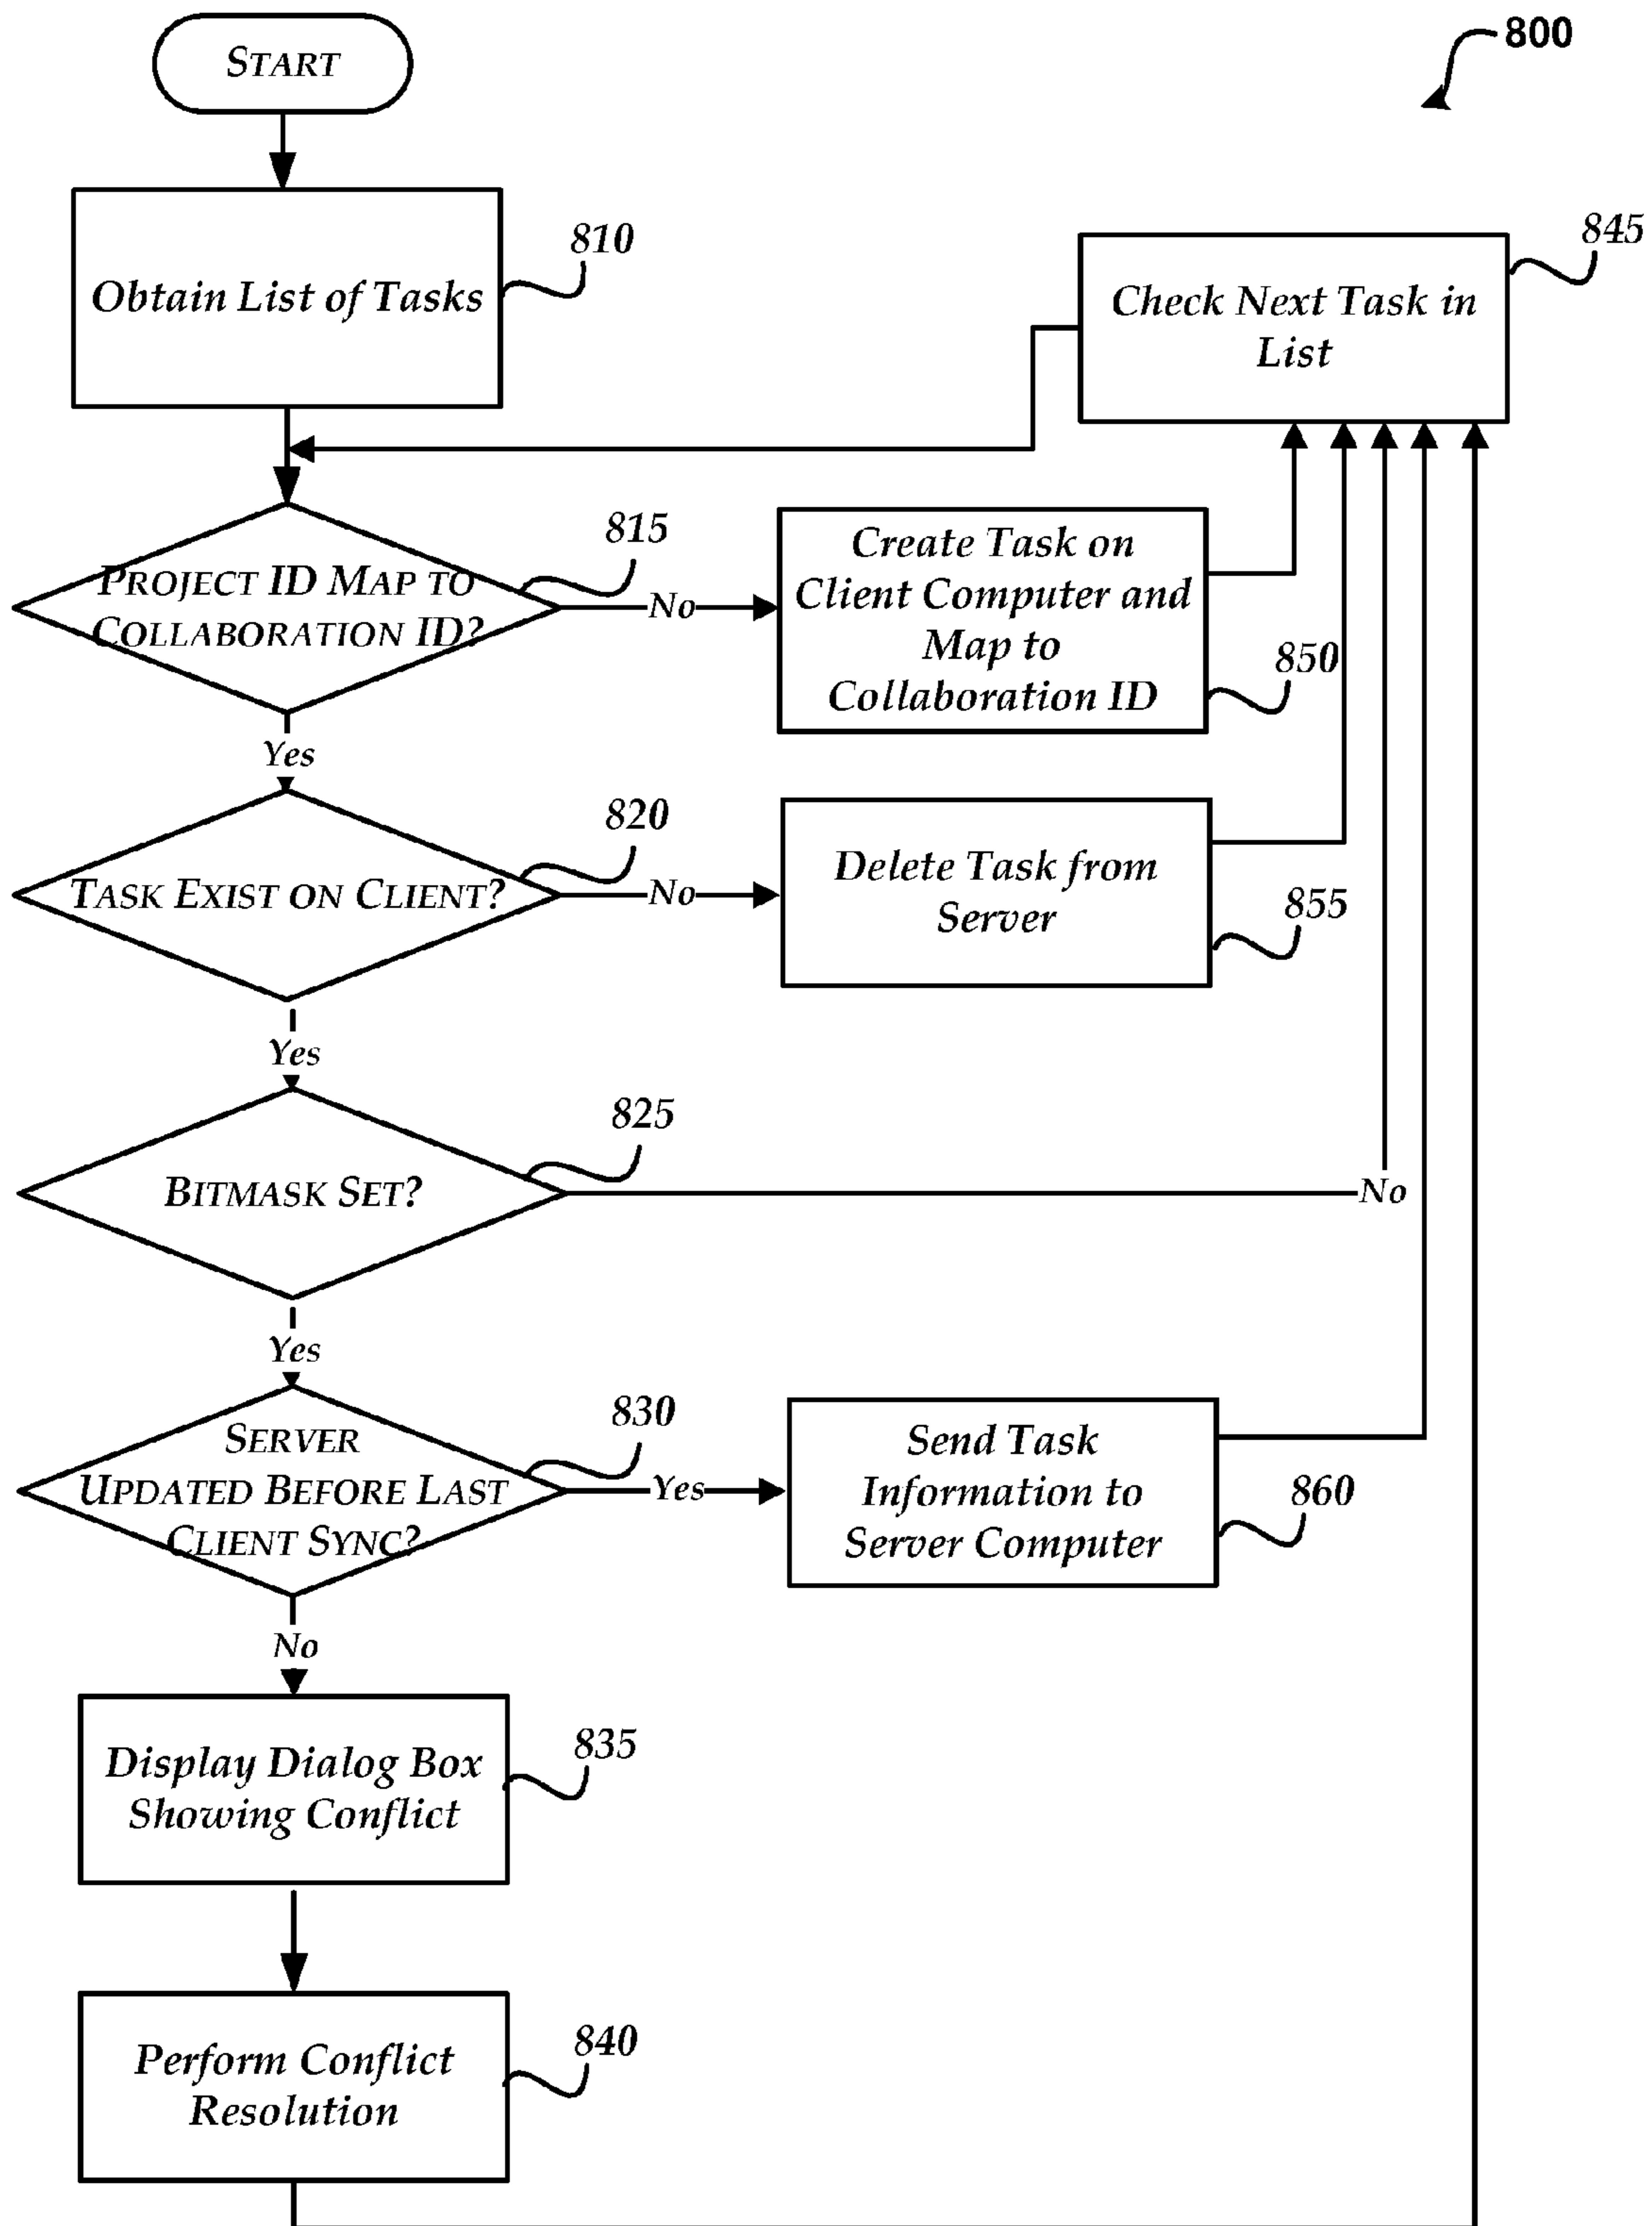 START
800
Obtain List of Tasks
810
Check Next Task in
List
845
PROJECT ID MAP TO
COLLABORATION ID?
815
No
Create Task on
Client Computer and
Map to
Collaboration ID
850
Yes
TASK EXIST ON CLIENT?
820
No
Delete Task from
Server
855
Yes
BITMASK SET?
825
No
Yes
SERVER
UPDATED BEFORE LAST
CLIENT SYNC?
830
Yes
Send Task
Information to
Server Computer
860
No
Display Dialog Box
Showing Conflict
835
Perform Conflict
Resolution
840